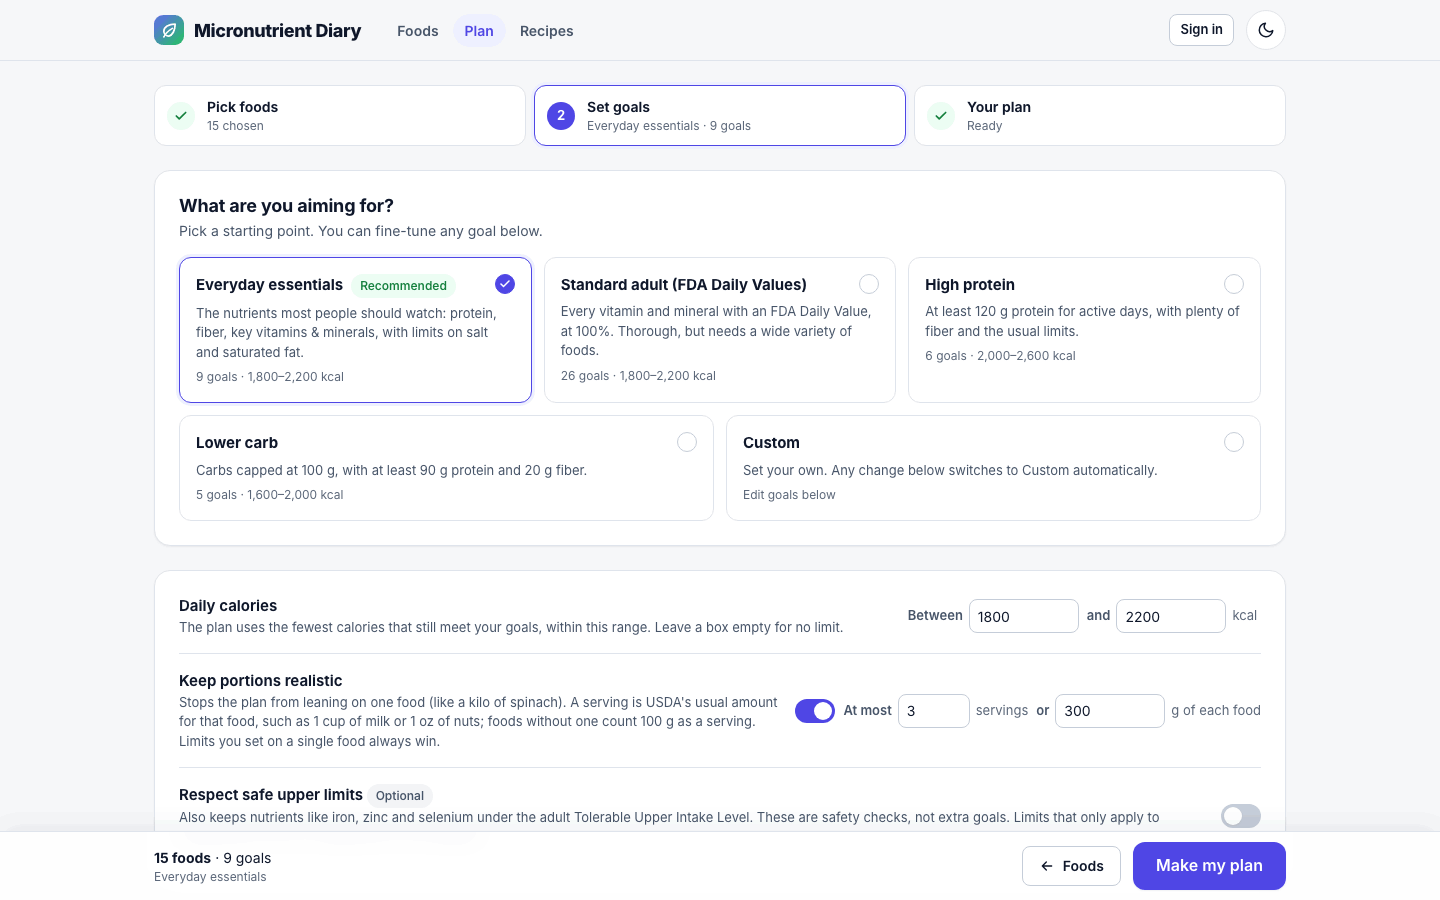 Micronutrient Diary
Foods
Plan
Recipes
Sign in
Pick foods
15 chosen
2
Set goals
Everyday essentials · 9 goals
Your plan
Ready
What are you aiming for?
Pick a starting point. You can fine-tune any goal below.
Everyday essentials Recommended
The nutrients most people should watch: protein,
fiber, key vitamins & minerals, with limits on salt
and saturated fat.
9 goals · 1,800–2,200 kcal
Standard adult (FDA Daily Values)
Every vitamin and mineral with an FDA Daily Value,
at 100%. Thorough, but needs a wide variety of
foods.
26 goals · 1,800–2,200 kcal
High protein
At least 120 g protein for active days, with plenty of
fiber and the usual limits.
6 goals · 2,000–2,600 kcal
Lower carb
Carbs capped at 100 g, with at least 90 g protein and 20 g fiber.
5 goals · 1,600–2,000 kcal
Custom
Set your own. Any change below switches to Custom automatically.
Edit goals below
Daily calories
The plan uses the fewest calories that still meet your goals, within this range. Leave a box empty for no limit.
Between 1800 and 2200 kcal
Keep portions realistic
Stops the plan from leaning on one food (like a kilo of spinach). A serving is USDA's usual amount
for that food, such as 1 cup of milk or 1 oz of nuts; foods without one count 100 g as a serving.
Limits you set on a single food always win.
At most 3 servings or 300 g of each food
Respect safe upper limits Optional
Also keeps nutrients like iron, zinc and selenium under the adult Tolerable Upper Intake Level. These are safety checks, not extra goals. Limits that only apply to
15 foods · 9 goals
Everyday essentials
← Foods
Make my plan